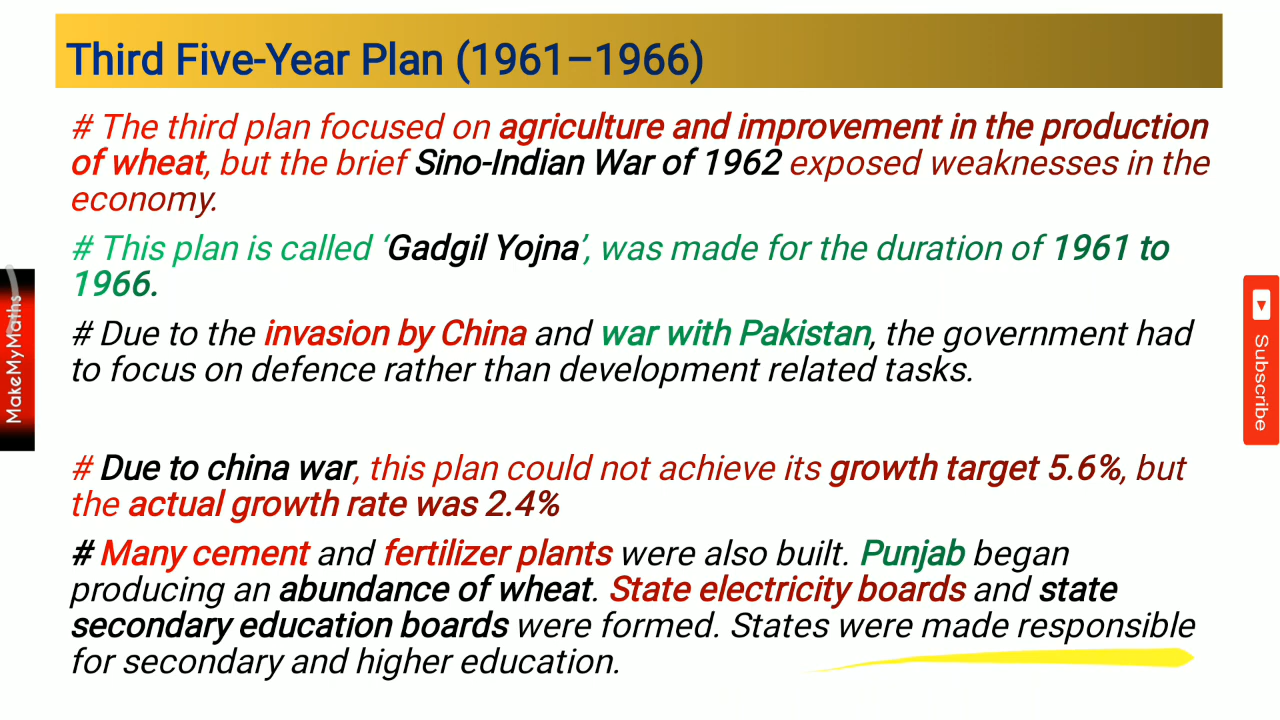 Third Five-Year Plan (1961–1966)
# The third plan focused on agriculture and improvement in the production
of wheat, but the brief Sino-Indian War of 1962 exposed weaknesses in the
economy.
# This plan is called ‘Gadgil Yojna’, was made for the duration of 1961 to
1966.
# Due to the invasion by China and war with Pakistan, the government had
to focus on defence rather than development related tasks.
# Due to china war, this plan could not achieve its growth target 5.6%, but
the actual growth rate was 2.4%
# Many cement and fertilizer plants were also built. Punjab began
producing an abundance of wheat. State electricity boards and state
secondary education boards were formed. States were made responsible
for secondary and higher education.
MakeMyMaths
Subscribe